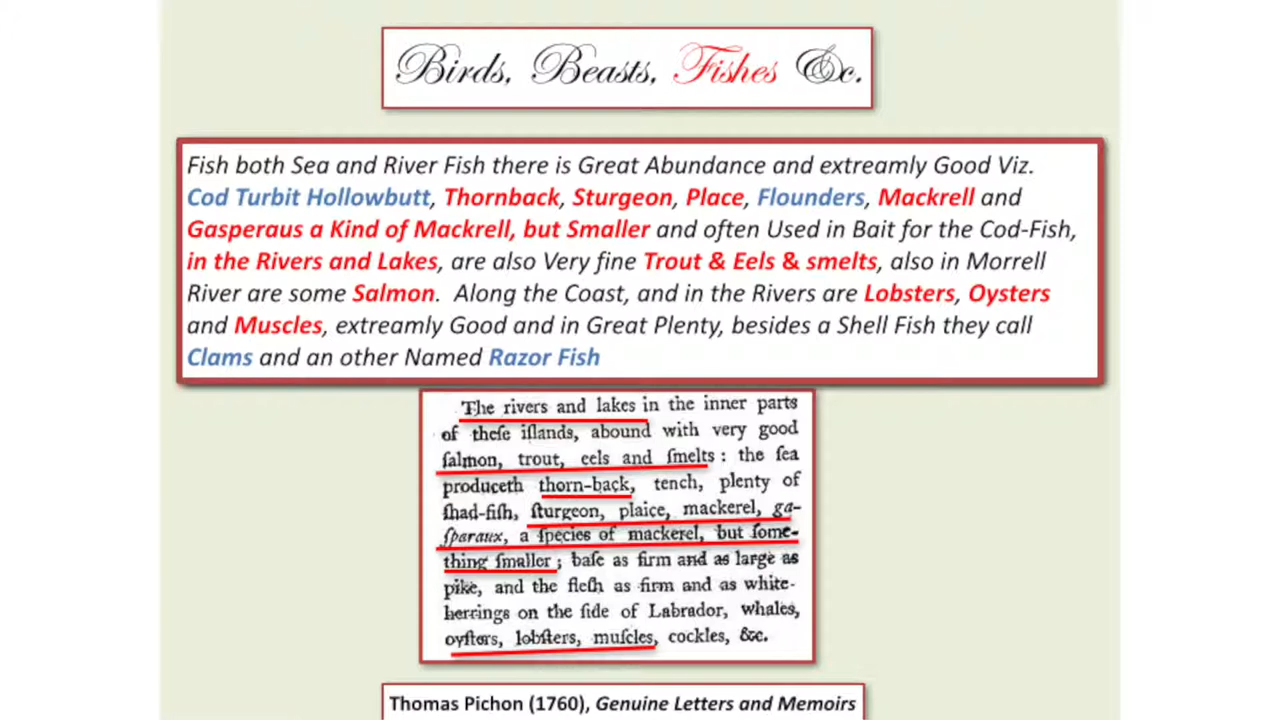 Birds, Beasts, Fishes &c.
Fish both Sea and River Fish there is Great Abundance and extreamly Good Viz.
Cod Turbit Hollowbutt, Thornback, Sturgeon, Place, Flounders, Mackrell and
Gasperaus a Kind of Mackrell, but Smaller and often Used in Bait for the Cod-Fish,
in the Rivers and Lakes, are also Very fine Trout & Eels & smelts, also in Morrell
River are some Salmon. Along the Coast, and in the Rivers are Lobsters, Oysters
and Muscles, extreamly Good and in Great Plenty, besides a Shell Fish they call
Clams and an other Named Razor Fish
The rivers and lakes in the inner parts
of theſe iſlands, abound with very good
ſalmon, trout, eels and ſmelts: the ſea
produceth thorn-back, tench, plenty of
ſhad-fiſh, ſturgeon, plaice, mackerel, ga-
ſparaux, a ſpecies of mackerel, but ſome-
thing ſmaller; baſe as firm and as large as
pike, and the fleſh as firm and as white-
herrings on the ſide of Labrador, whales,
oyſters, lobſters, muſcles, cockles, &c.
Thomas Pichon (1760), Genuine Letters and Memoirs